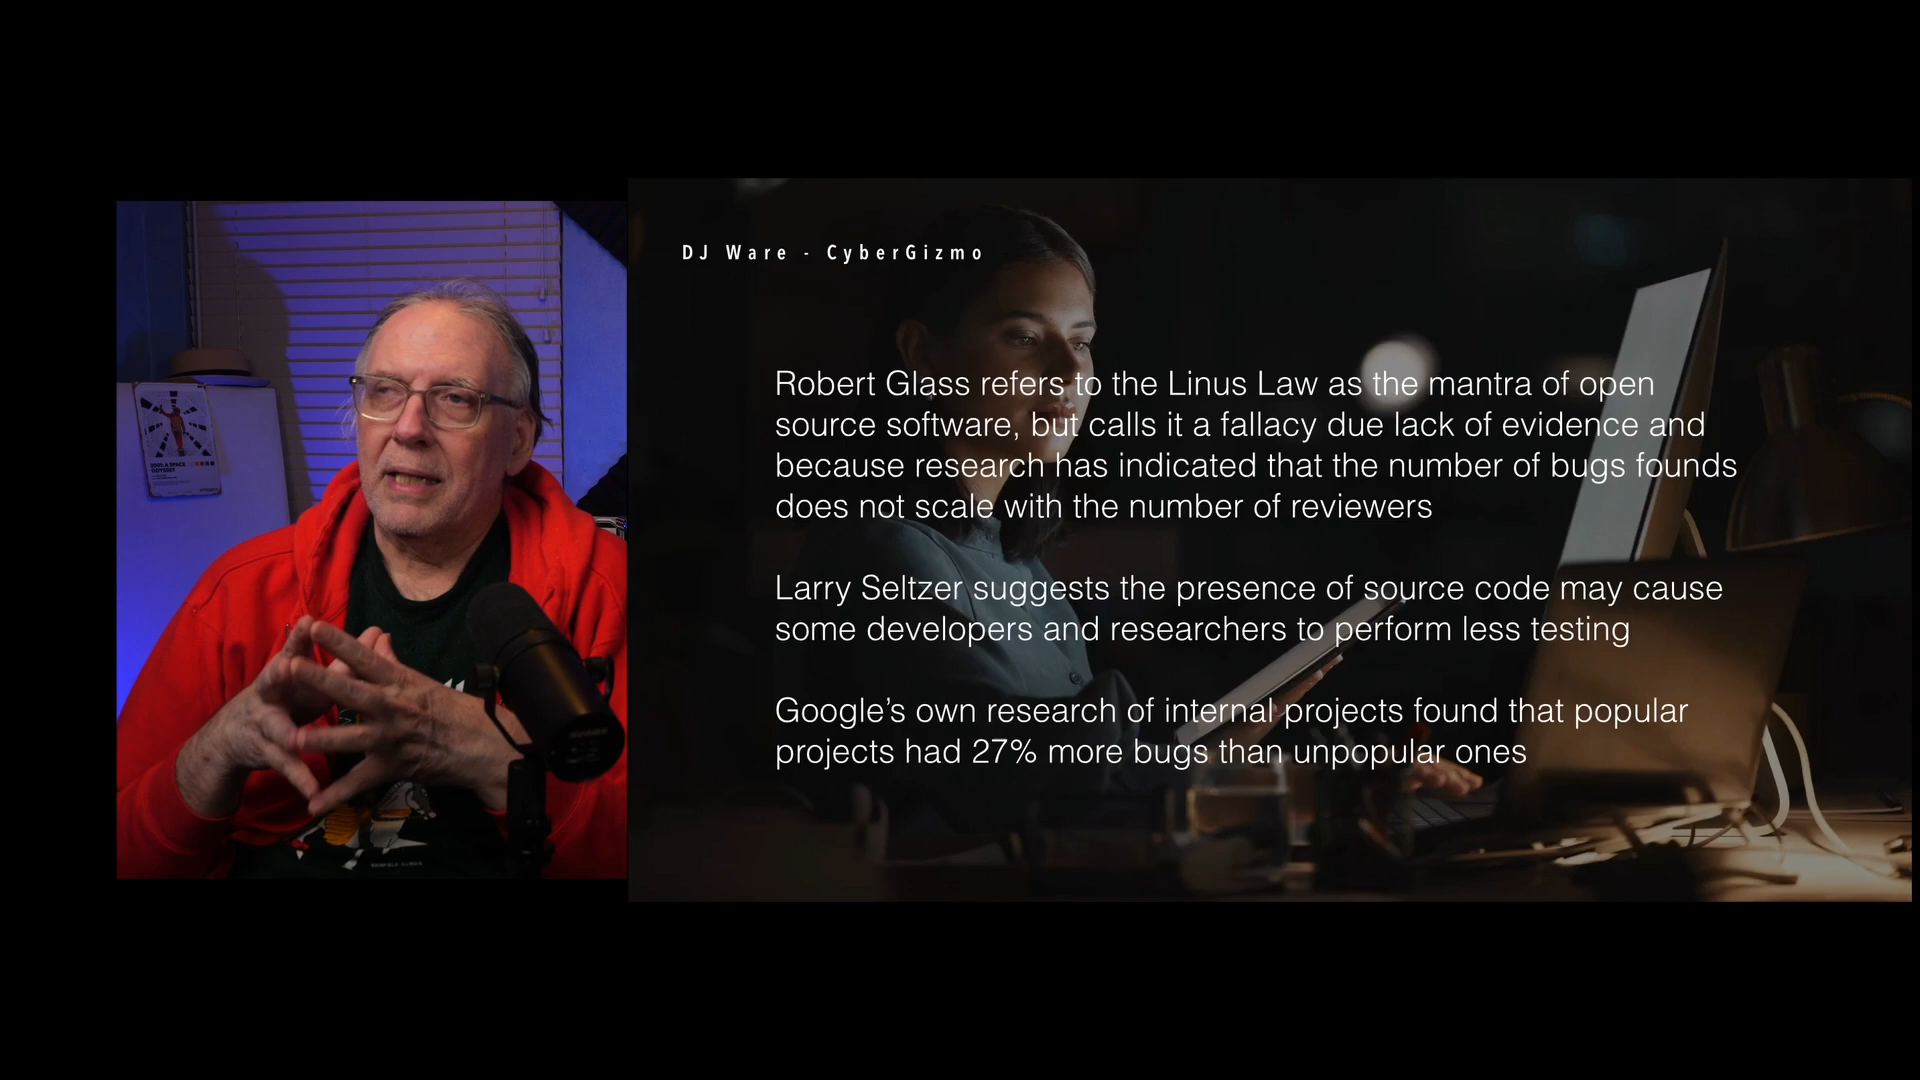 DJ Ware - CyberGizmo
Robert Glass refers to the Linus Law as the mantra of open
source software, but calls it a fallacy due lack of evidence and
because research has indicated that the number of bugs founds
does not scale with the number of reviewers
Larry Seltzer suggests the presence of source code may cause
some developers and researchers to perform less testing
Google’s own research of internal projects found that popular
projects had 27% more bugs than unpopular ones
2001: A SPACE
ODYSSEY